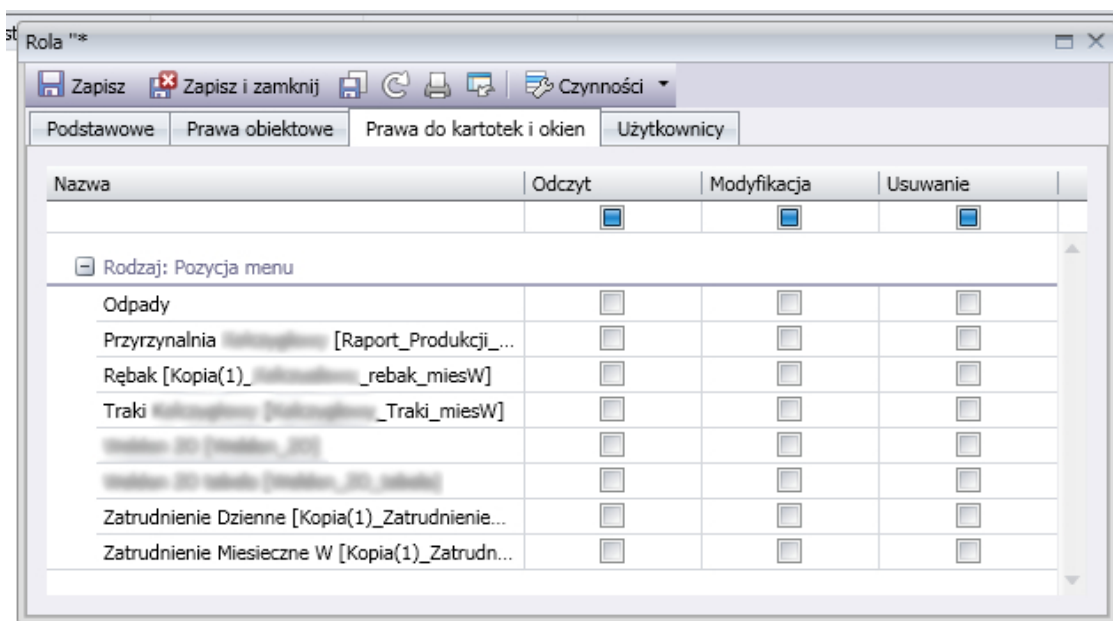 st
Rola "*
Zapisz Zapisz i zamknij Czynności
Podstawowe Prawa obiektowe Prawa do kartotek i okien Użytkownicy
Nazwa Odczyt Modyfikacja Usuwanie
Rodzaj: Pozycja menu
Odpady
Przyrzynalnia [Raport_Produkcji_...
Rębak [Kopia(1)_ _rebak_miesW]
Traki _Traki_miesW]
Zatrudnienie Dzienne [Kopia(1)_Zatrudnienie...
Zatrudnienie Miesieczne W [Kopia(1)_Zatrudn...